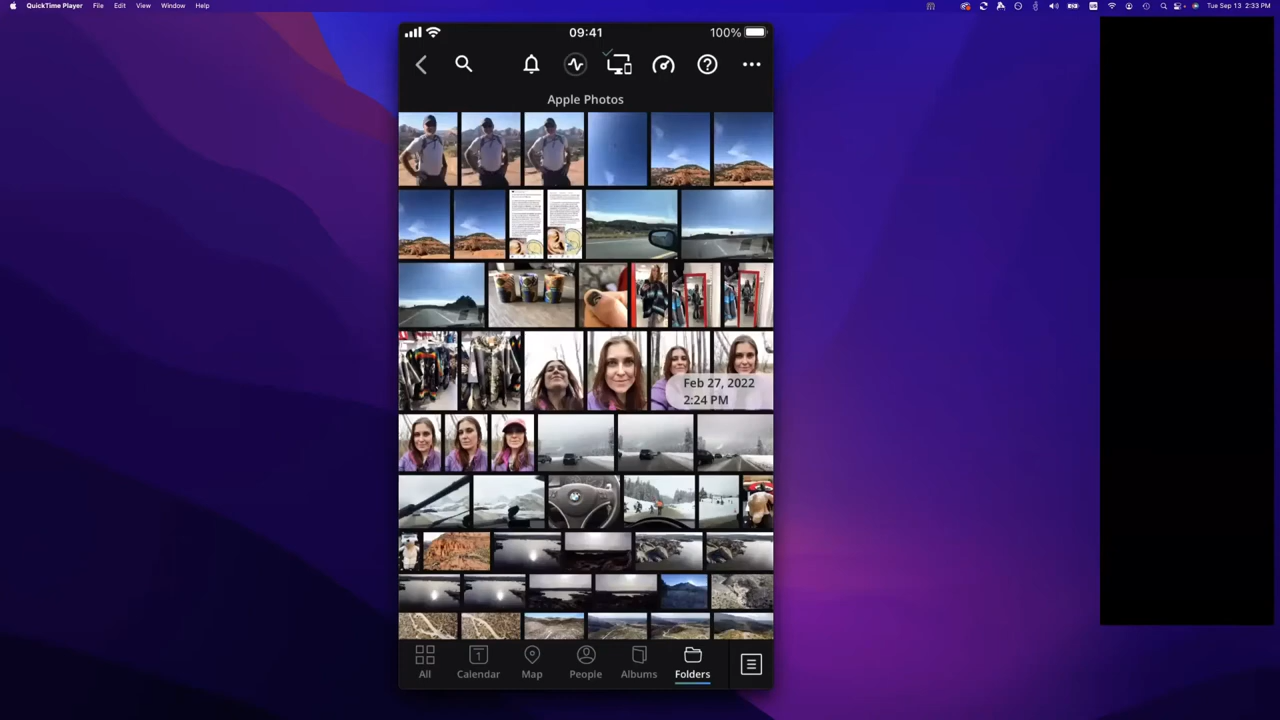 QuickTime Player File Edit View Window Help
Tue Sep 13 2:33 PM
09:41
100%
Apple Photos
Feb 27, 2022
2:24 PM
1
All Calendar Map People Albums Folders